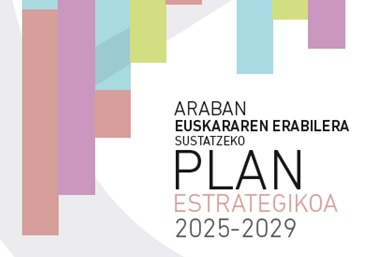 ARABAN
EUSKARAREN ERABILERA
SUSTATZEKO
PLAN
ESTRATEGIKOA
2025-2029